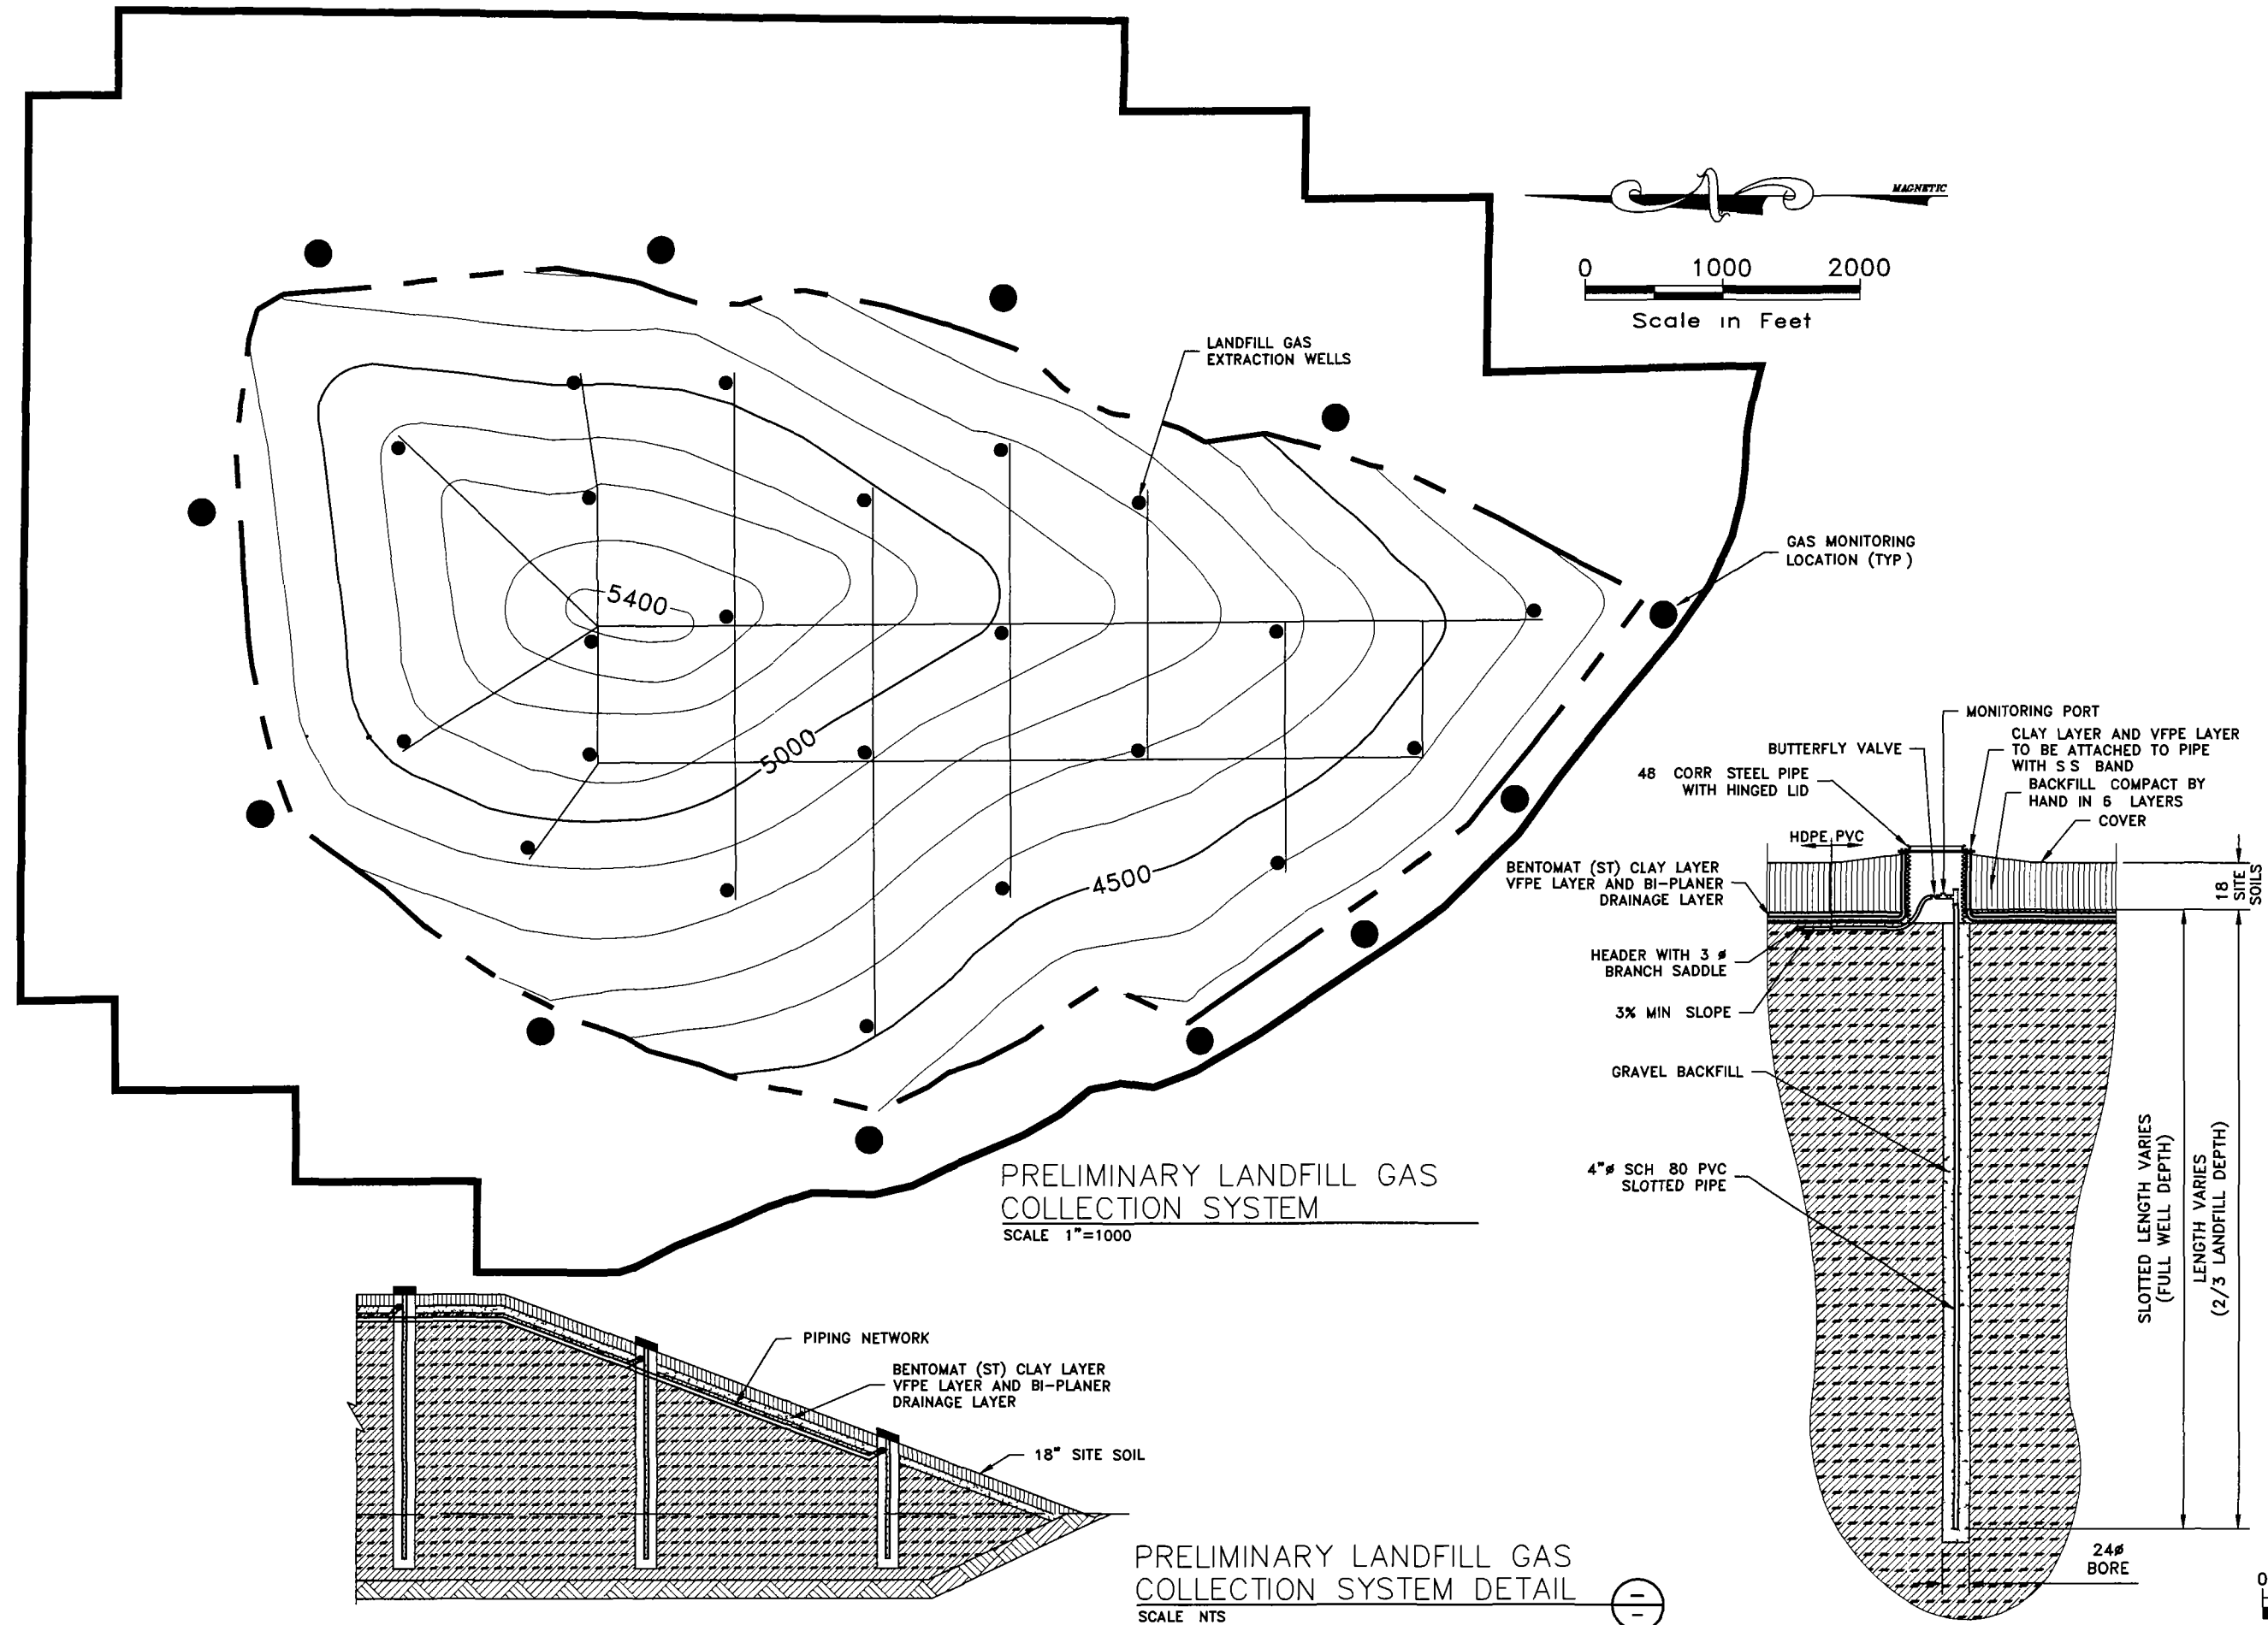 MAGNETIC
0 1000 2000
Scale in Feet
LANDFILL GAS
EXTRACTION WELLS
GAS MONITORING
LOCATION (TYP )
5400
5000
4500
PRELIMINARY LANDFILL GAS
COLLECTION SYSTEM
SCALE 1"=1000
MONITORING PORT
CLAY LAYER AND VFPE LAYER
TO BE ATTACHED TO PIPE
WITH S S BAND
BUTTERFLY VALVE
48 CORR STEEL PIPE
WITH HINGED LID
BACKFILL COMPACT BY
HAND IN 6 LAYERS
COVER
HDPE PVC
BENTOMAT (ST) CLAY LAYER
VFPE LAYER AND BI-PLANER
DRAINAGE LAYER
18
SITE
SOILS
HEADER WITH 3 ø
BRANCH SADDLE
3% MIN SLOPE
GRAVEL BACKFILL
4"ø SCH 80 PVC
SLOTTED PIPE
SLOTTED LENGTH VARIES
(FULL WELL DEPTH)
LENGTH VARIES
(2/3 LANDFILL DEPTH)
24ø
BORE
PIPING NETWORK
BENTOMAT (ST) CLAY LAYER
VFPE LAYER AND BI-PLANER
DRAINAGE LAYER
18" SITE SOIL
PRELIMINARY LANDFILL GAS
COLLECTION SYSTEM DETAIL
SCALE NTS
–
–
0